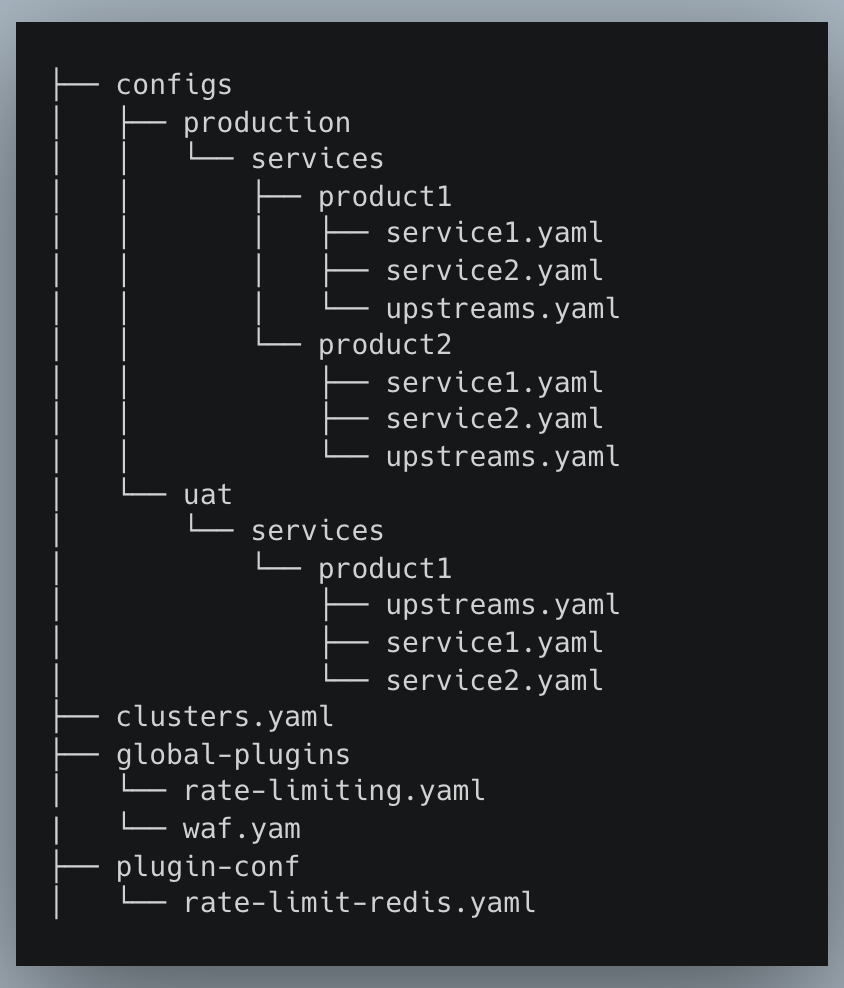 ├── configs
│   ├── production
│   │   └── services
│   │       ├── product1
│   │       │   ├── service1.yaml
│   │       │   ├── service2.yaml
│   │       │   └── upstreams.yaml
│   │       └── product2
│   │           ├── service1.yaml
│   │           ├── service2.yaml
│   │           └── upstreams.yaml
│   └── uat
│       └── services
│           └── product1
│               ├── upstreams.yaml
│               ├── service1.yaml
│               └── service2.yaml
├── clusters.yaml
├── global-plugins
│   └── rate-limiting.yaml
|   └── waf.yam
├── plugin-conf
│   └── rate-limit-redis.yaml